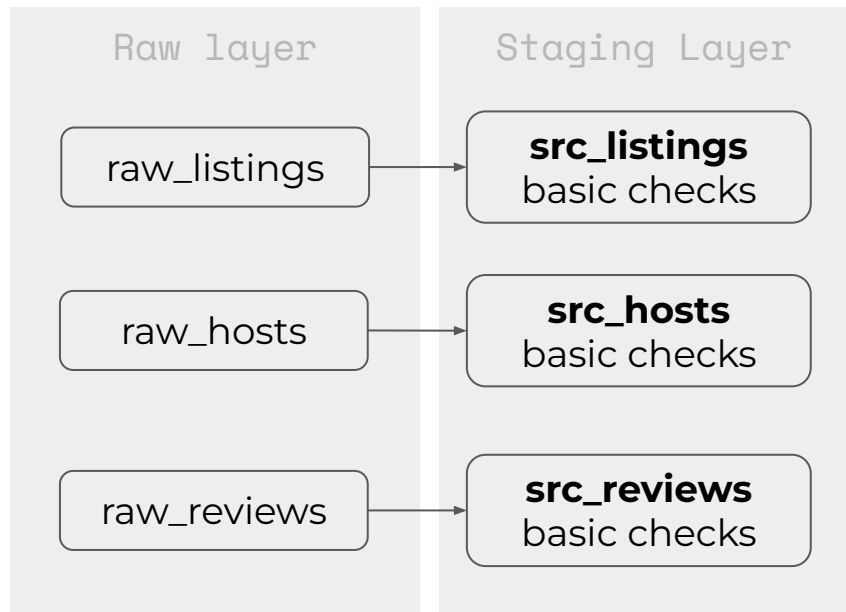 Raw layer
Staging Layer
raw_listings
src_listings
basic checks
raw_hosts
src_hosts
basic checks
raw_reviews
src_reviews
basic checks